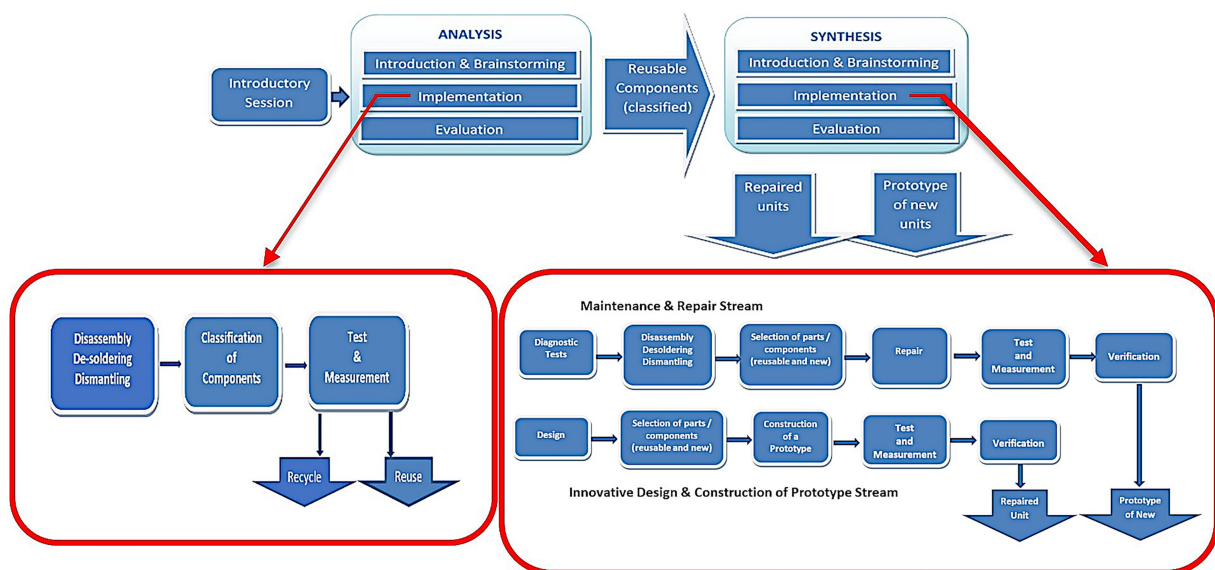 ANALYSIS
Introduction & Brainstorming
Implementation
Evaluation
Introductory
Session
Reusable
Components
(classified)
SYNTHESIS
Introduction & Brainstorming
Implementation
Evaluation
Repaired
units
Prototype
of new
units
Disassembly
De-soldering
Dismantling
Classification
of
Components
Test
&
Measurement
Recycle
Reuse
Maintenance & Repair Stream
Diagnostic
Tests
Disassembly
Desoldering
Dismantling
Selection of parts /
components
(reusable and new)
Repair
Test
and
Measurement
Verification
Design
Selection of parts /
components
(reusable and new)
Construction
of a
Prototype
Test
and
Measurement
Verification
Innovative Design & Construction of Prototype Stream
Repaired
Unit
Prototype
of New